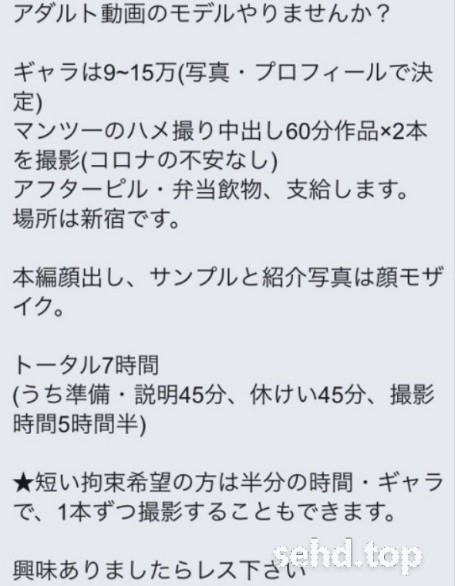 アダルト動画のモデルやりませんか？
ギャラは9~15万(写真・プロフィールで決
定)
マンツーのハメ撮り中出し60分作品×2本
を撮影(コロナの不安なし)
アフターピル・弁当飲物、支給します。
場所は新宿です。
本編顔出し、サンプルと紹介写真は顔モザ
イク。
トータル7時間
(うち準備・説明45分、休けい45分、撮影
時間5時間半)
★短い拘束希望の方は半分の時間・ギャラ
で、1本ずつ撮影することもできます。
興味ありましたらレス下さい
sehd.top